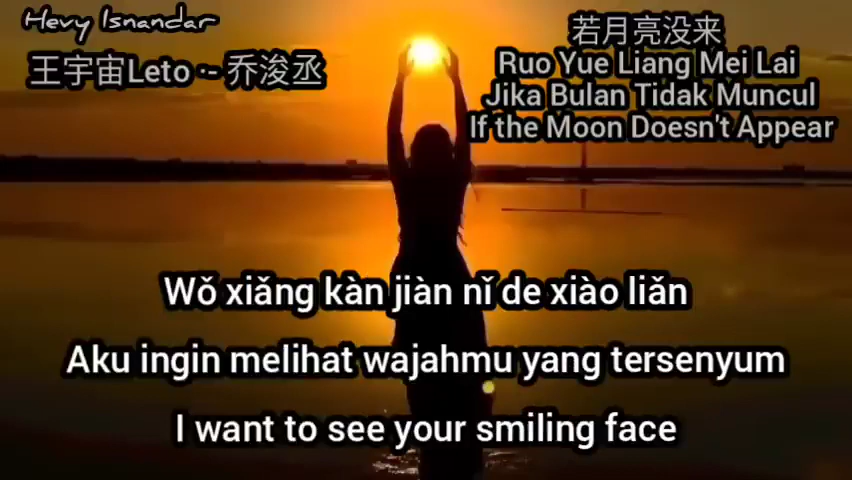 Hevy Isnandar
王宇宙Leto -- 乔浚丞
若月亮没来
Ruo Yue Liang Mei Lai
Jika Bulan Tidak Muncul
If the Moon Doesn't Appear
Wǒ xiǎng kàn jiàn nǐ de xiào liǎn
Aku ingin melihat wajahmu yang tersenyum
I want to see your smiling face